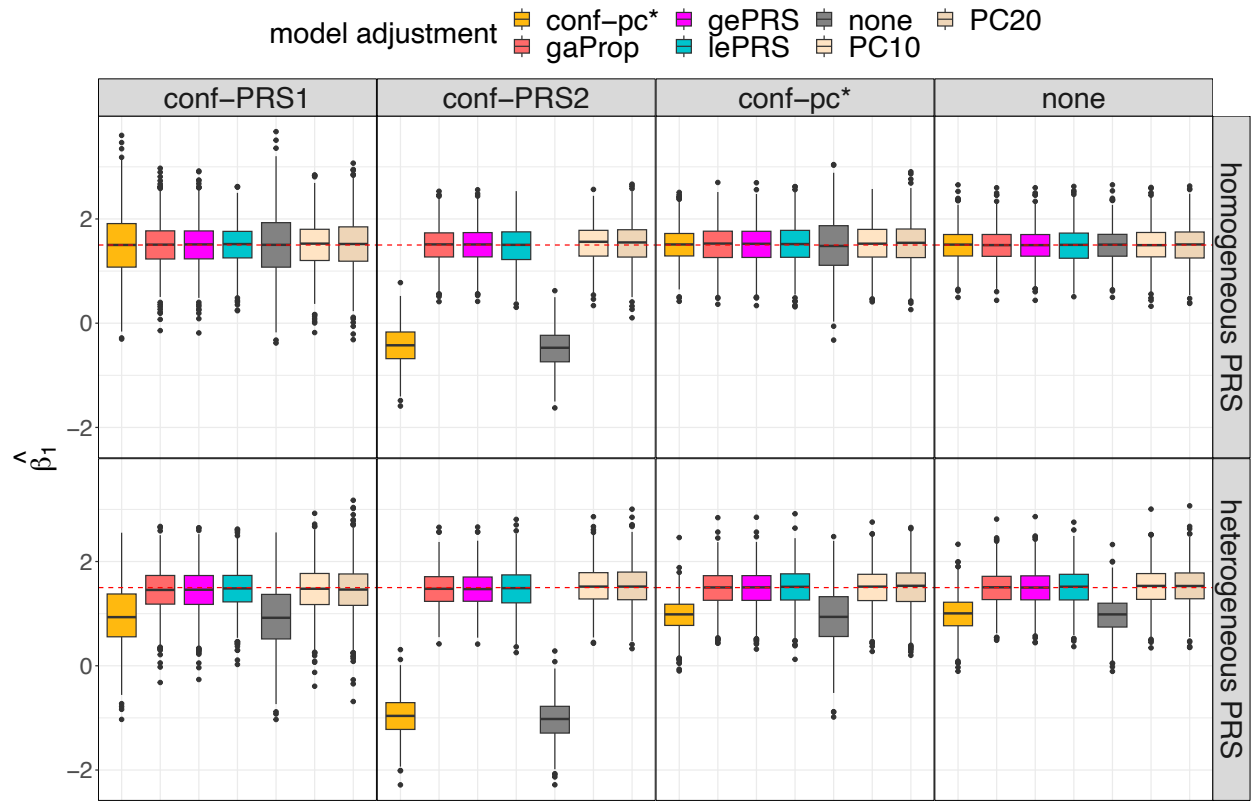 model adjustment
conf-pc* gePRS none PC20
gaProp lePRS PC10
conf-PRS1 conf-PRS2 conf-pc* none
homogeneous PRS
2
0
−2
heterogeneous PRS
2
0
−2
β̂₁